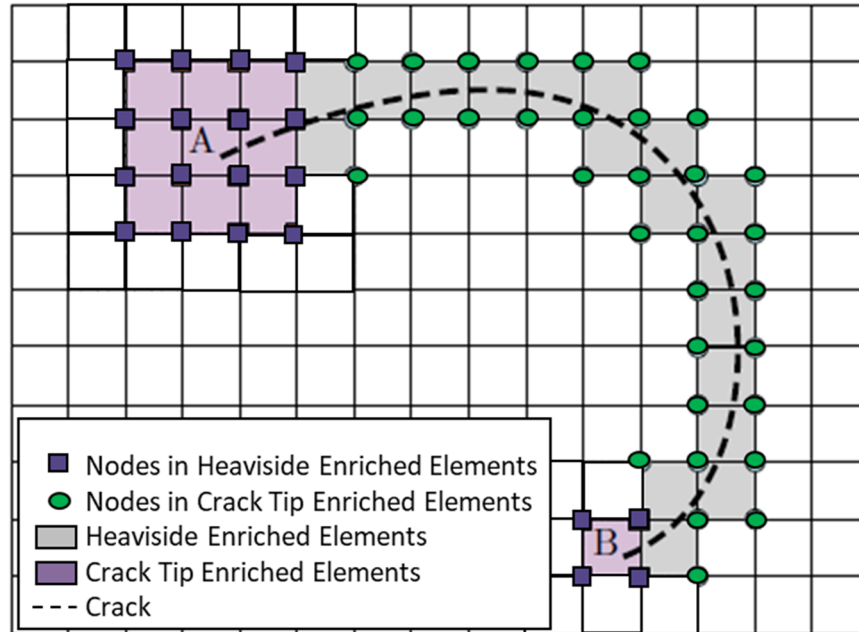 A
Nodes in Heaviside Enriched Elements
Nodes in Crack Tip Enriched Elements
Heaviside Enriched Elements
Crack Tip Enriched Elements
Crack
B